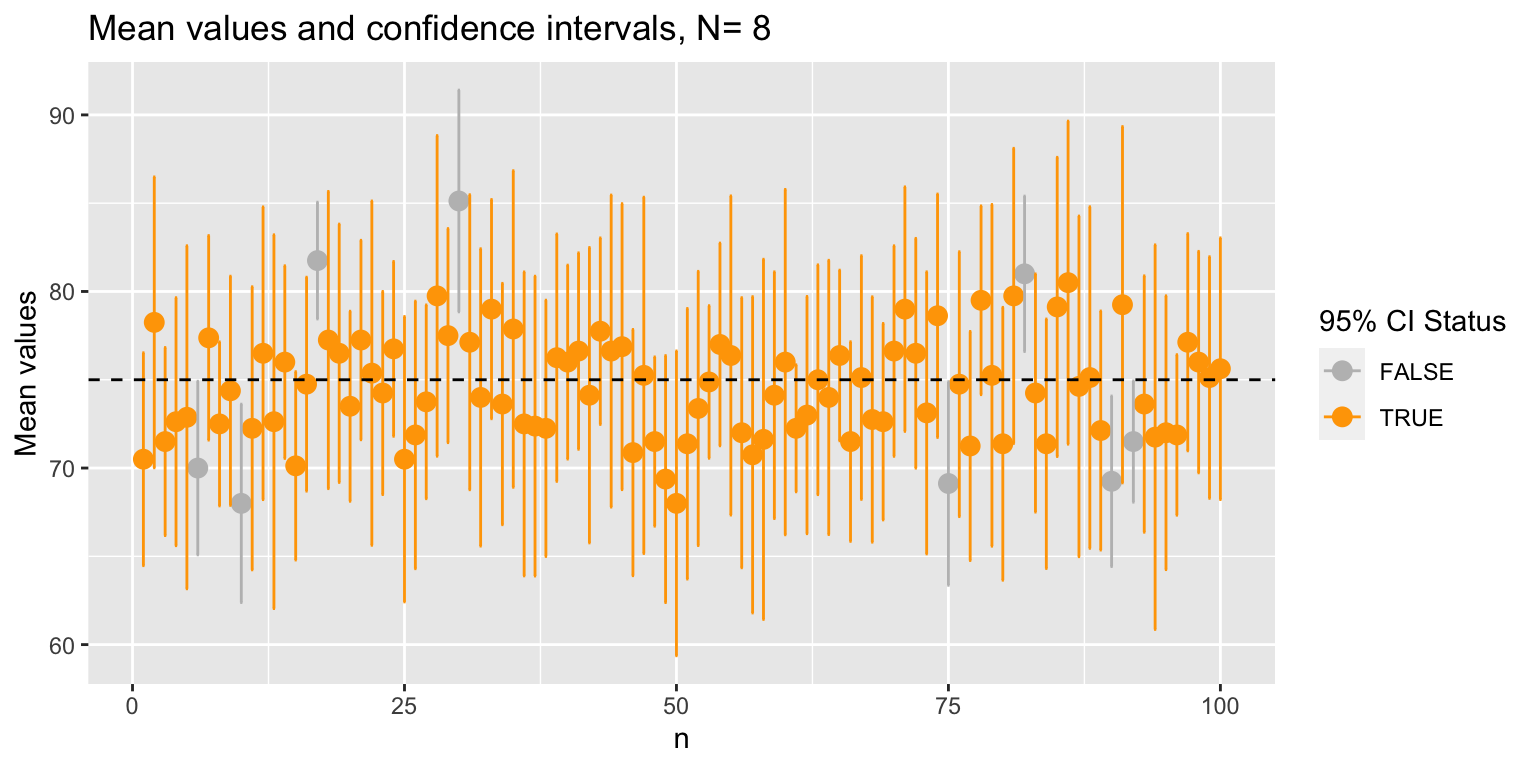 Mean values and confidence intervals, N= 8
Mean values
90
80
70
60
0
25
50
75
100
n
95% CI Status
FALSE
TRUE